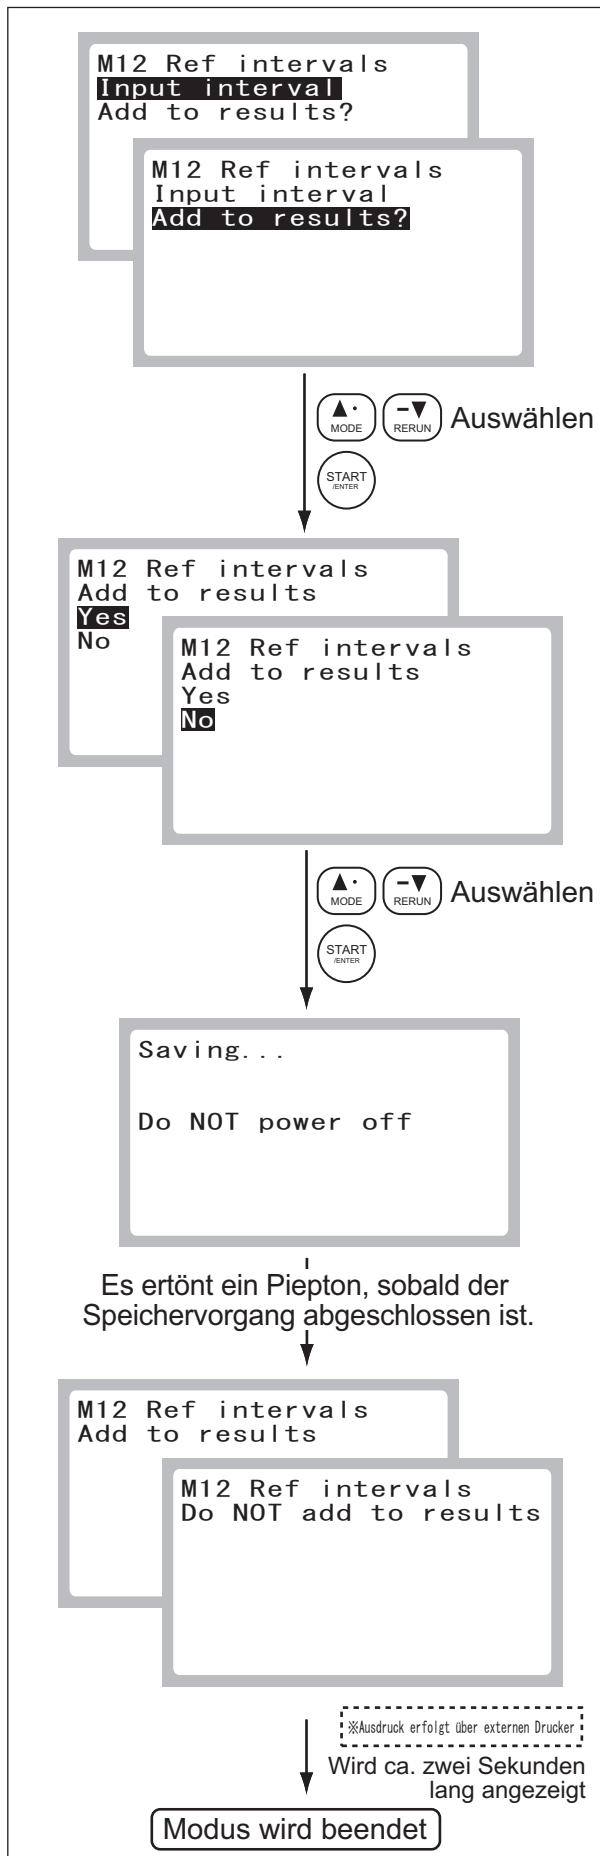 M12 Ref intervals
Input interval
Add to results?
M12 Ref intervals
Input interval
Add to results?
▲・ MODE
−▼ RERUN
Auswählen
START
/ENTER
M12 Ref intervals
Add to results
Yes
No
M12 Ref intervals
Add to results
Yes
No
▲・ MODE
−▼ RERUN
Auswählen
START
/ENTER
Saving...
Do NOT power off
Es ertönt ein Piepton, sobald der
Speichervorgang abgeschlossen ist.
M12 Ref intervals
Add to results
M12 Ref intervals
Do NOT add to results
※Ausdruck erfolgt über externen Drucker
Wird ca. zwei Sekunden
lang angezeigt
Modus wird beendet